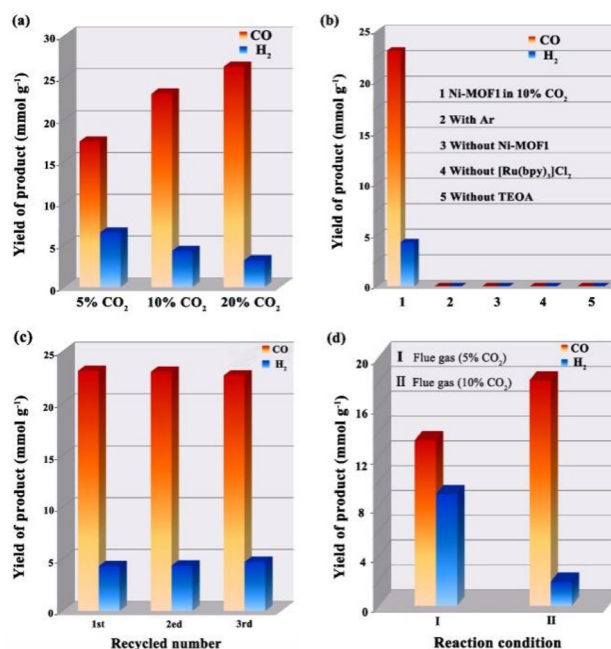 (a)
CO
H₂
Yield of product (mmol g⁻¹)
30
25
20
15
10
5
0
5% CO₂ 10% CO₂ 20% CO₂
(b)
CO
H₂
Yield of product (mmol g⁻¹)
25
20
15
10
5
0
1 Ni-MOF1 in 10% CO₂
2 With Ar
3 Without Ni-MOF1
4 Without [Ru(bpy)₃]Cl₂
5 Without TEOA
1 2 3 4 5
(c)
CO
H₂
Yield of product (mmol g⁻¹)
25
20
15
10
5
0
1st 2ed 3rd
Recycled number
(d)
CO
H₂
Yield of product (mmol g⁻¹)
20
16
12
8
4
0
I Flue gas (5% CO₂)
II Flue gas (10% CO₂)
I II
Reaction condition